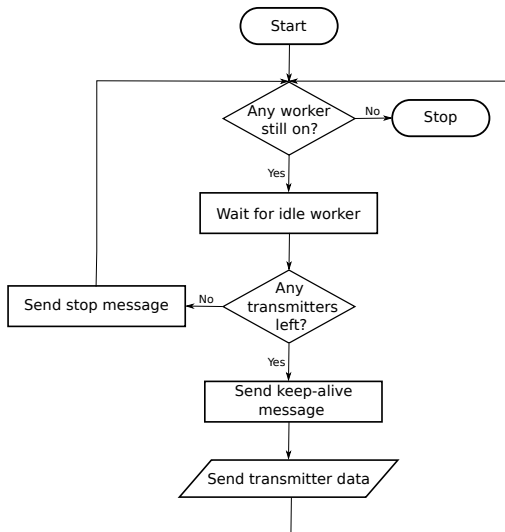 Start
Any worker
still on?
No
Stop
Yes
Wait for idle worker
Any
transmitters
left?
No
Send stop message
Yes
Send keep-alive
message
Send transmitter data